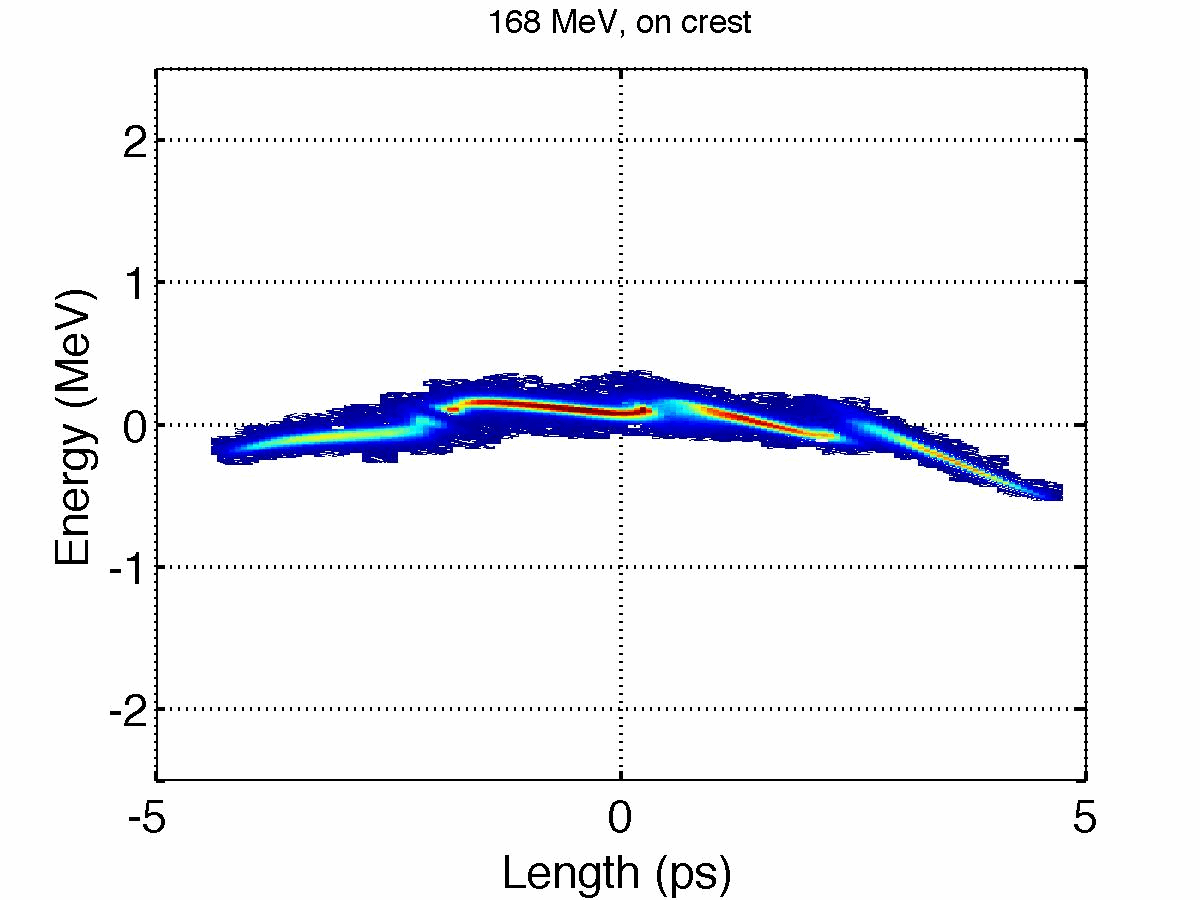 168 MeV, on crest
2
1
0
-1
-2
Energy (MeV)
-5
0
5
Length (ps)